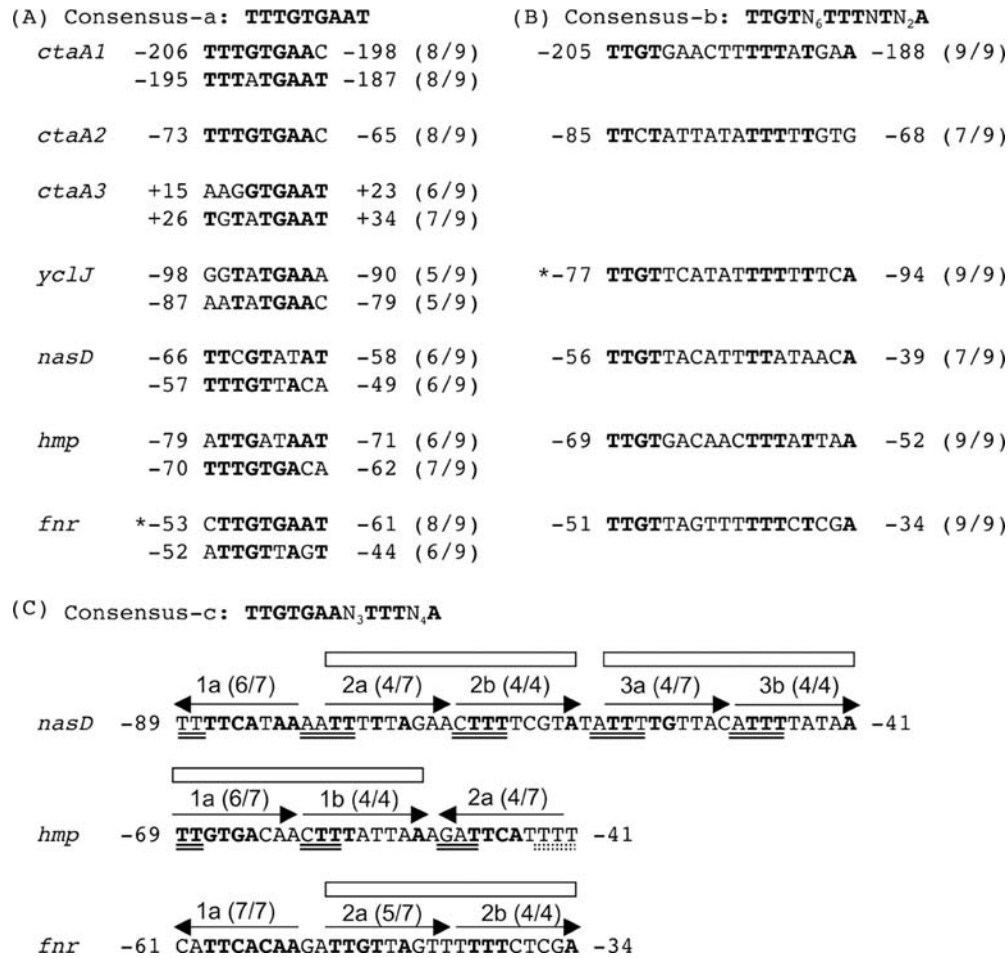 (A) Consensus-a: TTTGTGAAT (B) Consensus-b: TTGTN₆TTTNTN₂A
ctaA1 -206 TTTGTGAAC -198 (8/9) -205 TTGTGAACTTTTTATGAA -188 (9/9)
-195 TTTATGAAT -187 (8/9)
ctaA2 -73 TTTGTGAAC -65 (8/9) -85 TTCTATTATATTTTTGTG -68 (7/9)
ctaA3 +15 AAGGTGAAT +23 (6/9)
+26 TGTATGAAT +34 (7/9)
yclJ -98 GGTATGAAA -90 (5/9) *-77 TTGTTCATATTTTTTTCA -94 (9/9)
-87 AATATGAAC -79 (5/9)
nasD -66 TTCGTATAT -58 (6/9) -56 TTGTTACATTTTATAACA -39 (7/9)
-57 TTTGTTACA -49 (6/9)
hmp -79 ATTGATAAT -71 (6/9) -69 TTGTGACAACTTTATTAA -52 (9/9)
-70 TTTGTGACA -62 (7/9)
fnr *-53 CTTGTGAAT -61 (8/9) -51 TTGTTAGTTTTTTCTCGA -34 (9/9)
-52 ATTGTTAGT -44 (6/9)
(C) Consensus-c: TTGTGAAN₃TTTN₄A
1a (6/7) 2a (4/7) 2b (4/4) 3a (4/7) 3b (4/4)
nasD -89 TTTTCATAAAATTTTTAGAACTTTTCGTATATTTTGTTACATTTTATAA -41
1a (6/7) 1b (4/4) 2a (4/7)
hmp -69 TTGTGACAACTTTATTAAAGATTCATTTT -41
1a (7/7) 2a (5/7) 2b (4/4)
fnr -61 CATTCACAAGATTGTTAGTTTTTTCTCGA -34